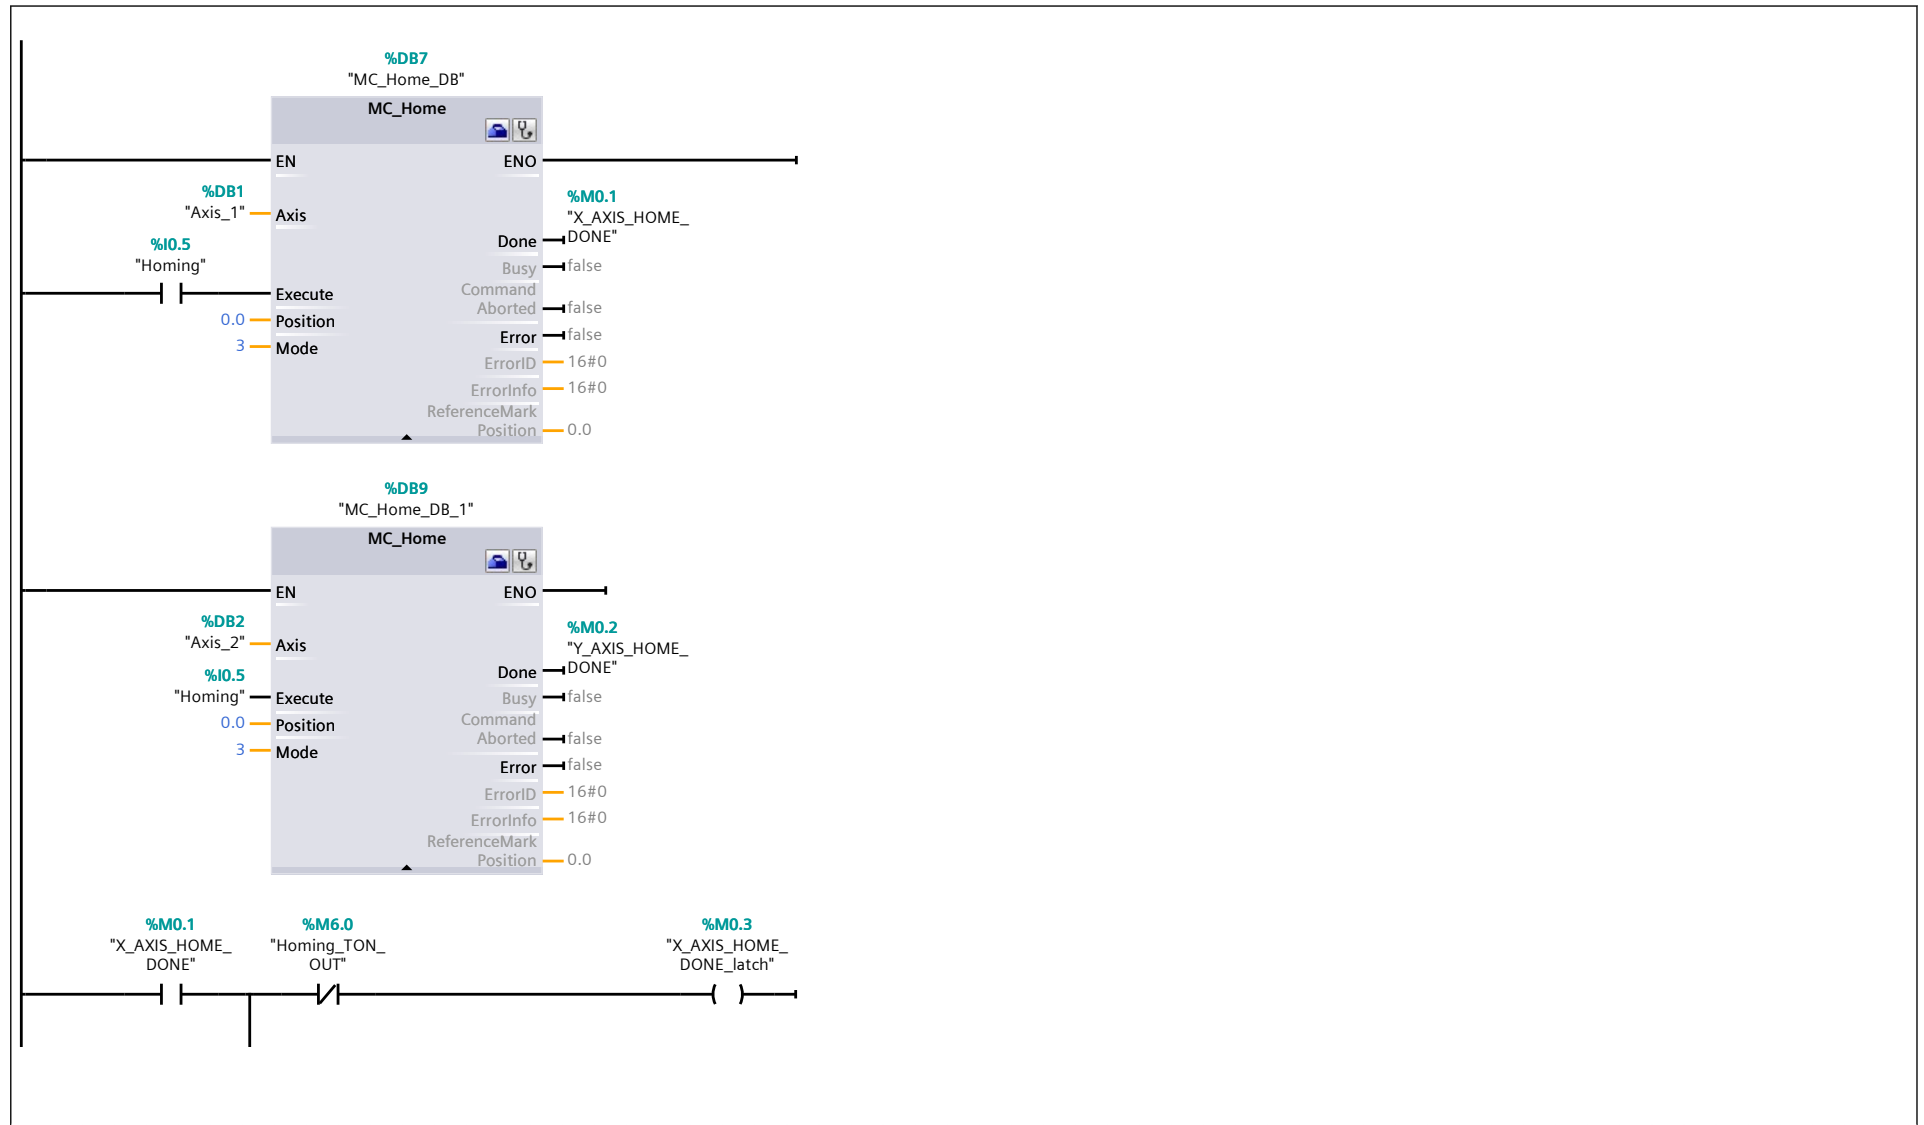 %DB7
"MC_Home_DB"
MC_Home
EN
ENO
%DB1
"Axis_1"
Axis
%M0.1
"X_AXIS_HOME_
DONE"
Done
%I0.5
"Homing"
Busy
false
Execute
Command
Aborted
false
0.0
Position
Error
false
3
Mode
ErrorID
16#0
ErrorInfo
16#0
ReferenceMark
Position
0.0
%DB9
"MC_Home_DB_1"
MC_Home
EN
ENO
%DB2
"Axis_2"
Axis
%M0.2
"Y_AXIS_HOME_
DONE"
Done
%I0.5
"Homing"
Execute
Busy
false
0.0
Position
Command
Aborted
false
3
Mode
Error
false
ErrorID
16#0
ErrorInfo
16#0
ReferenceMark
Position
0.0
%M0.1
"X_AXIS_HOME_
DONE"
%M6.0
"Homing_TON_
OUT"
%M0.3
"X_AXIS_HOME_
DONE_latch"